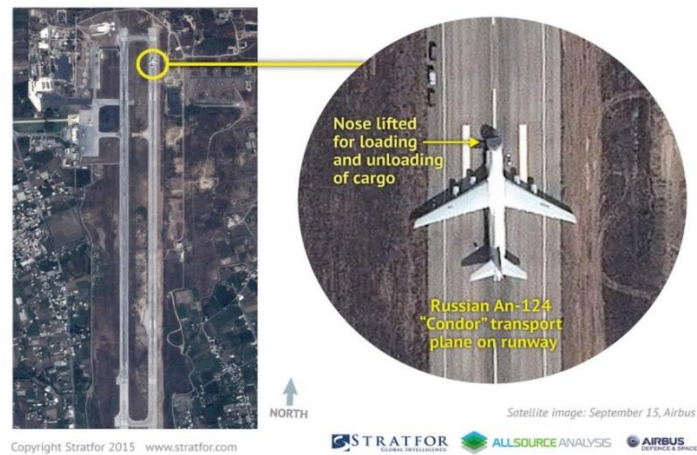 Nose lifted
for loading
and unloading
of cargo
Russian An-124
"Condor" transport
plane on runway
NORTH
Satellite image: September 15, Airbus
Copyright Stratfor 2015 www.stratfor.com
STRATFOR
GLOBAL INTELLIGENCE
ALLSOURCE ANALYSIS
AIRBUS
DEFENCE & SPACE